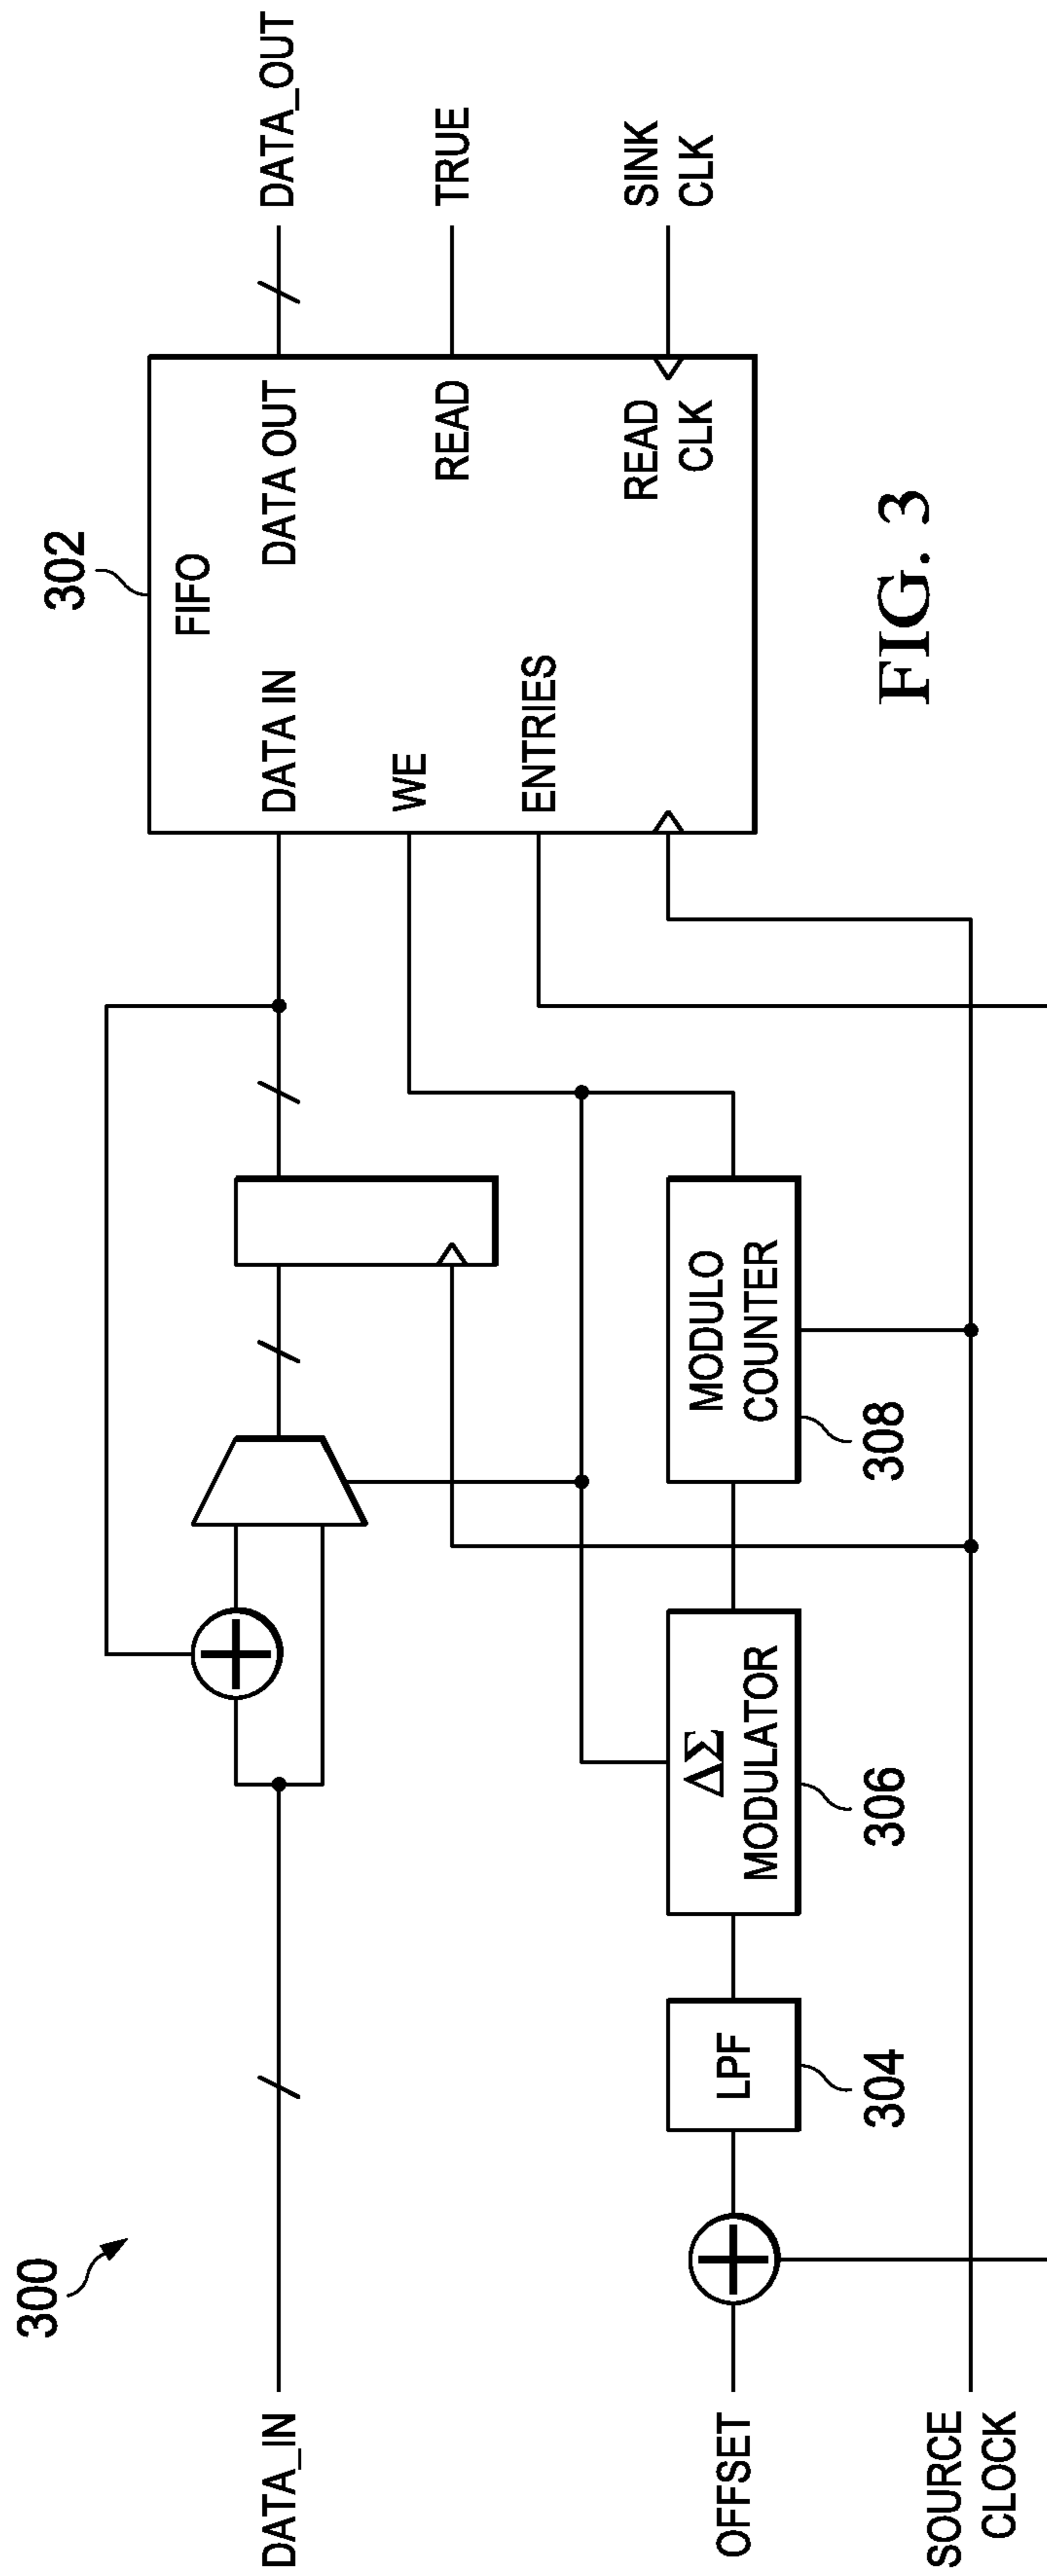 300
302
FIFO
DATA_IN
DATA IN
DATA OUT
DATA_OUT
WE
READ
TRUE
ENTRIES
READ
CLK
SINK
CLK
OFFSET
LPF
304
ΔΣ
MODULATOR
306
MODULO
COUNTER
308
SOURCE
CLOCK
FIG. 3